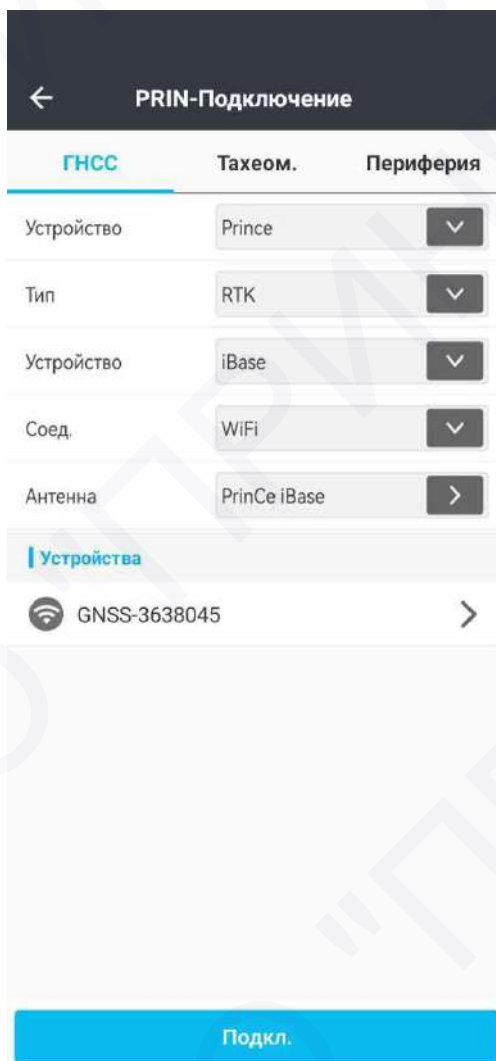 PRIN-Подключение
ГНСС Тахеом. Периферия
Устройство Prince
Тип RTK
Устройство iBase
Соед. WiFi
Антенна PrinCe iBase
Устройства
GNSS-3638045
Подкл.